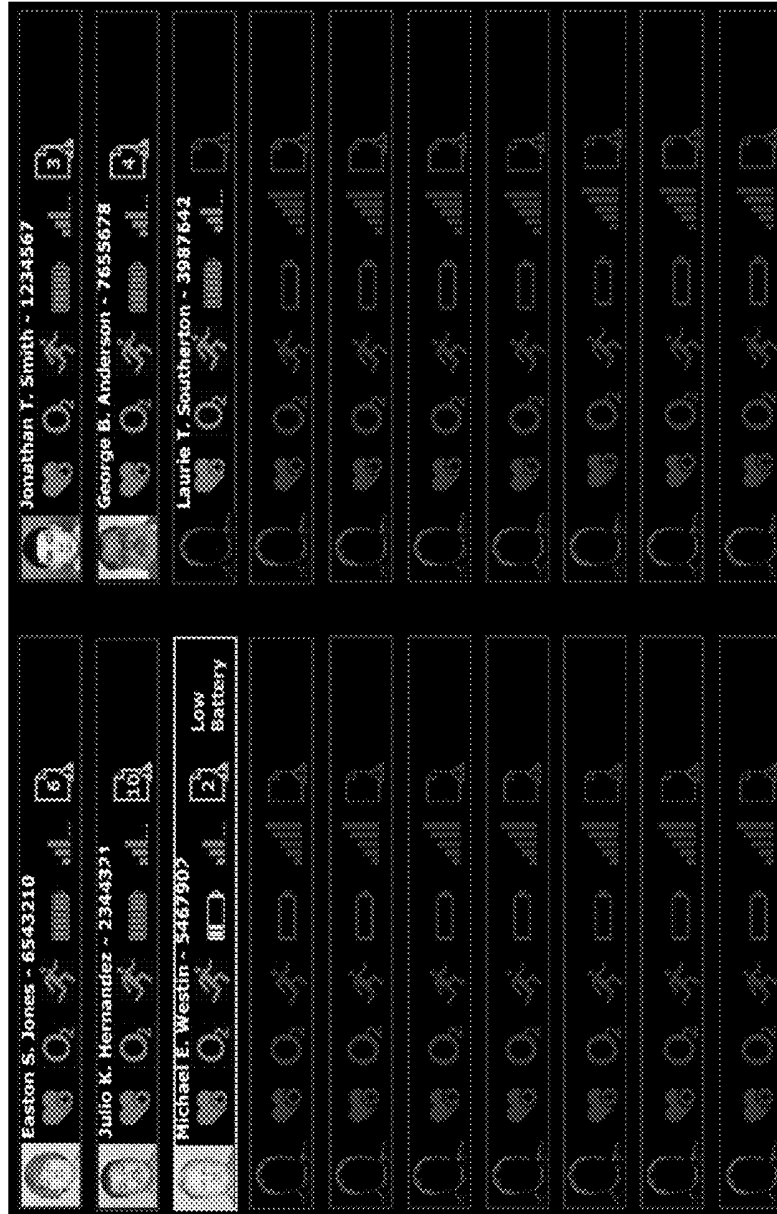 Easton S. Jones ~ 6543210
6
Julio K. Hernandez ~ 2344321
10
Michael E. Westin ~ 5467907
2
Low
Battery
Jonathan T. Smith ~ 1234567
3
George B. Anderson ~ 7655678
4
Laurie T. Southerton ~ 3987642